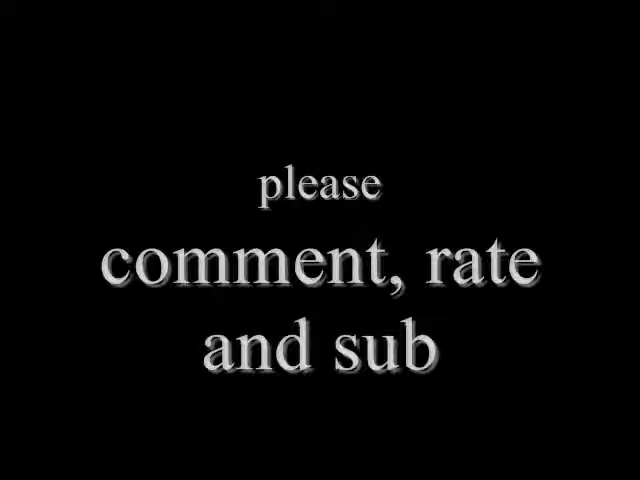 please
comment, rate
and sub